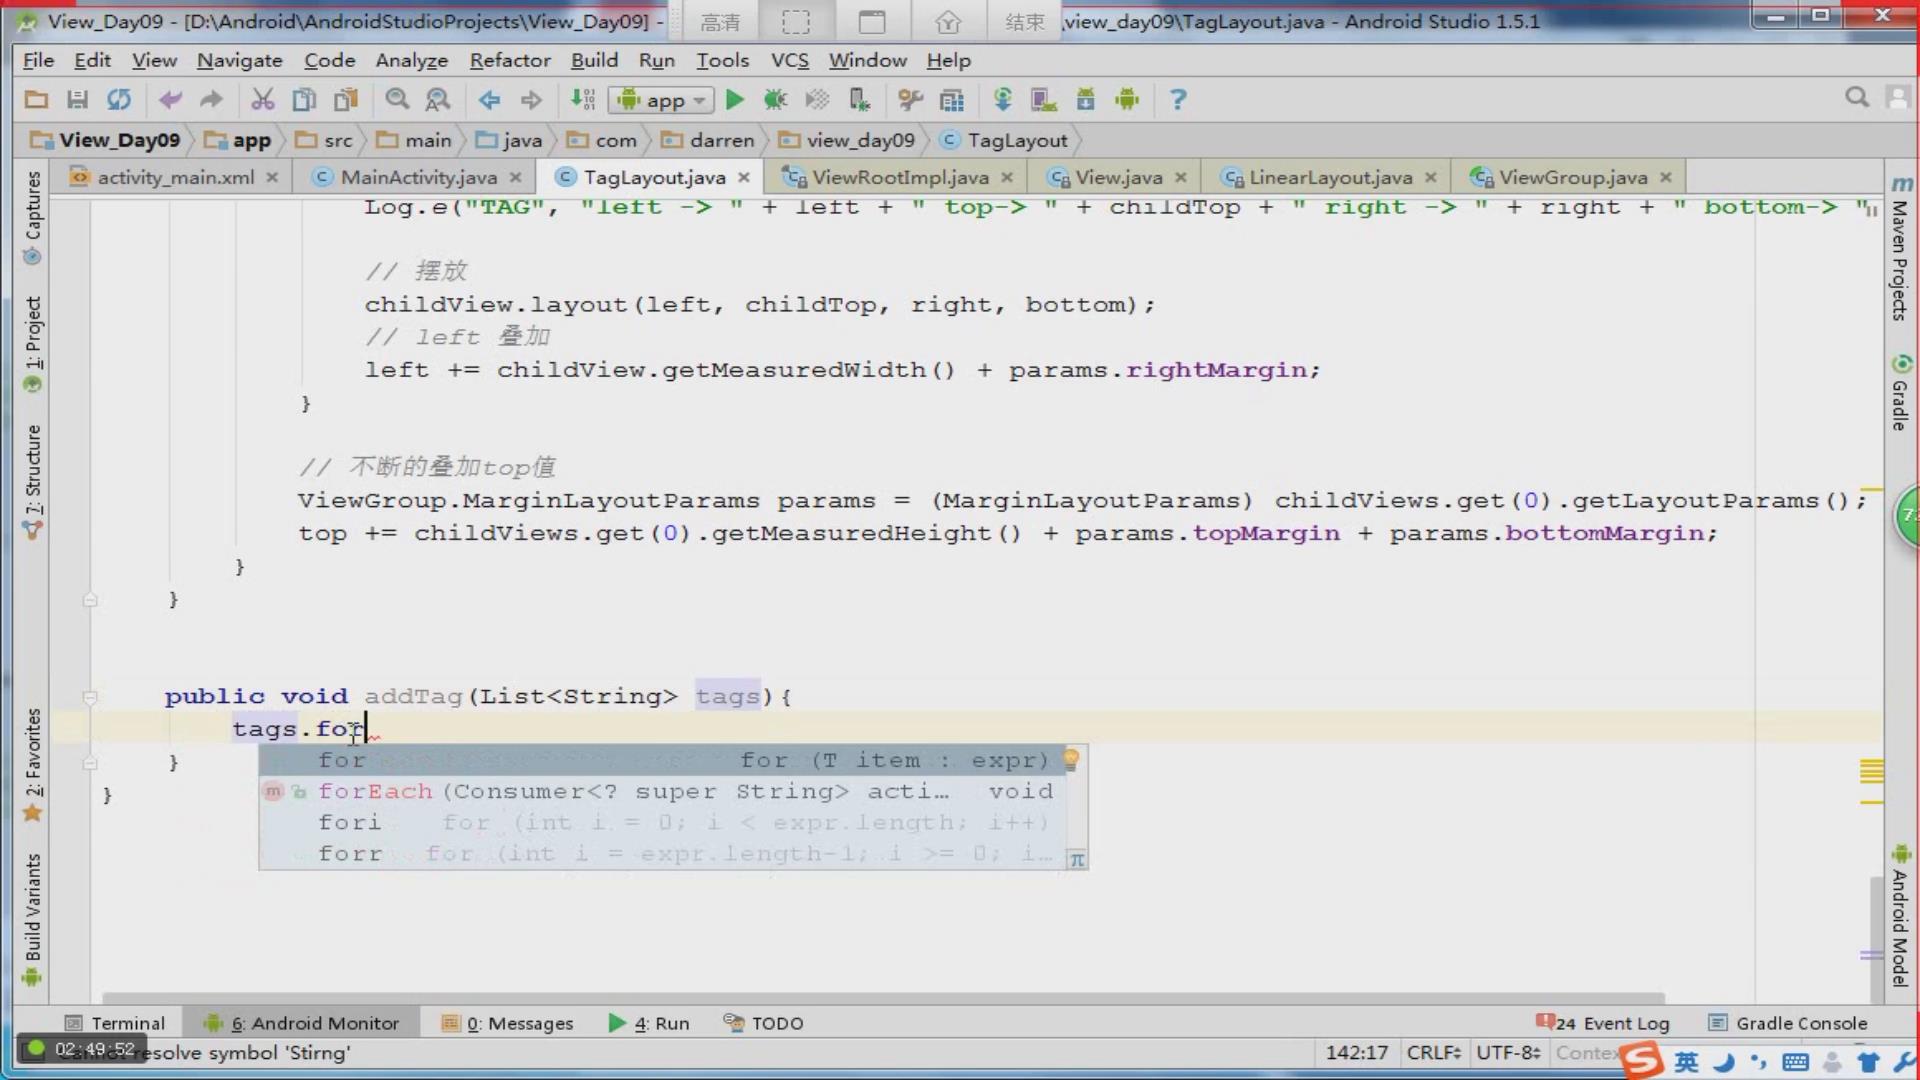 View_Day09 - [D:\Android\AndroidStudioProjects\View_Day09] -
高清
结束
\view_day09\TagLayout.java - Android Studio 1.5.1
File Edit View Navigate Code Analyze Refactor Build Run Tools VCS Window Help
app
View_Day09 app src main java com darren view_day09 TagLayout
activity_main.xml MainActivity.java TagLayout.java ViewRootImpl.java View.java LinearLayout.java ViewGroup.java
Log.e("TAG", "left -> " + left + " top-> " + childTop + " right -> " + right + " bottom-> "
// 摆放
childView.layout(left, childTop, right, bottom);
// left 叠加
left += childView.getMeasuredWidth() + params.rightMargin;
}
// 不断的叠加top值
ViewGroup.MarginLayoutParams params = (MarginLayoutParams) childViews.get(0).getLayoutParams();
top += childViews.get(0).getMeasuredHeight() + params.topMargin + params.bottomMargin;
}
}
public void addTag(List<String> tags){
tags.for
for for (T item : expr)
}
forEach(Consumer<? super String> acti... void
}
fori for (int i = 0; i < expr.length; i++)
forr for (int i = expr.length-1; i >= 0; i...
Captures
1: Project
7: Structure
2: Favorites
Build Variants
Maven Projects
Gradle
Android Model
Terminal 6: Android Monitor 0: Messages 4: Run TODO 24 Event Log Gradle Console
02:49:52
resolve symbol 'Stirng'
142:17 CRLF UTF-8 Contex
英